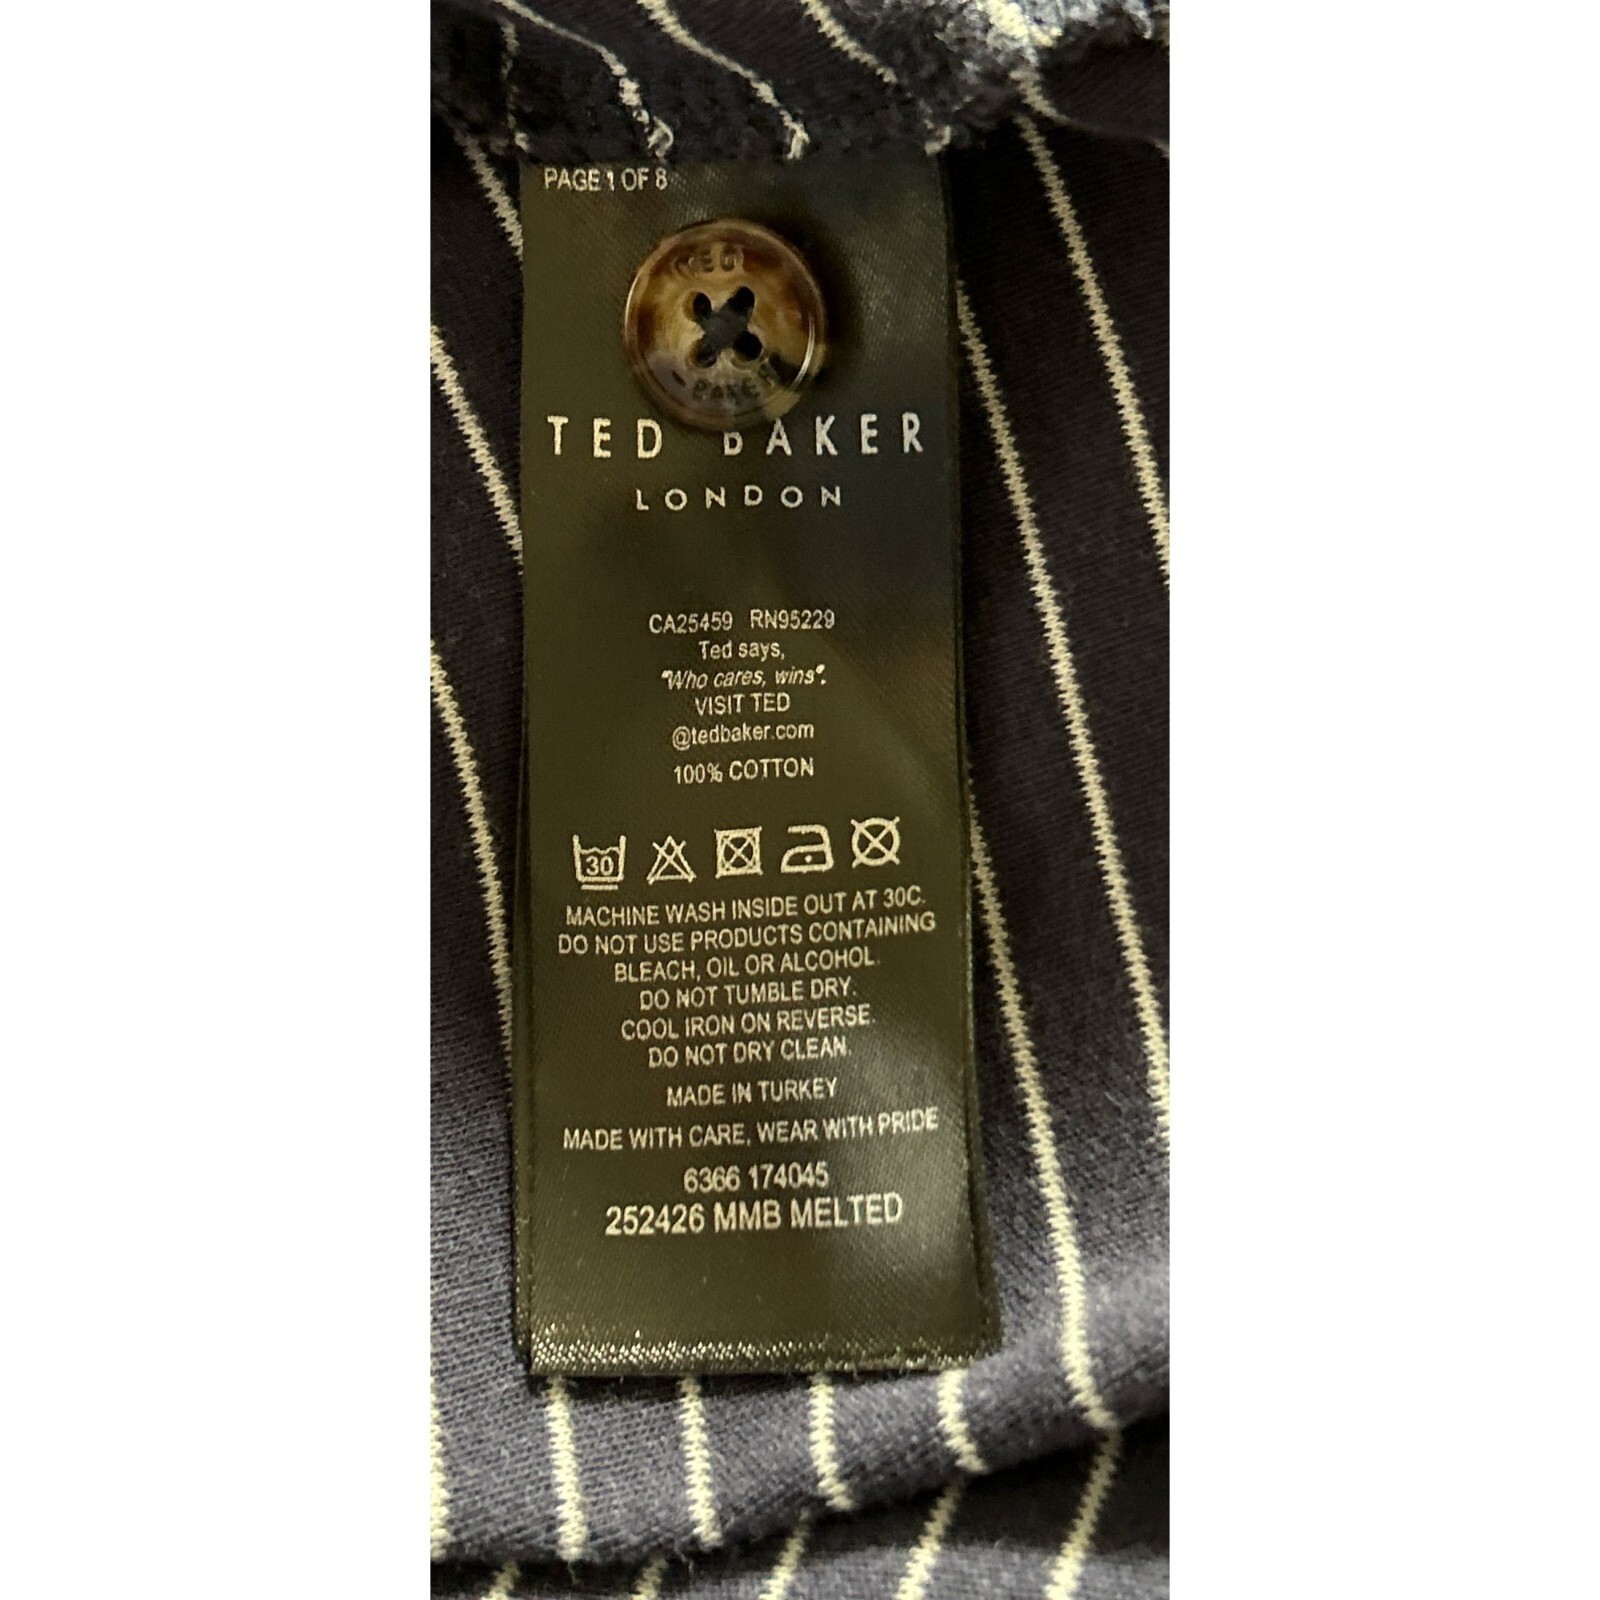 PAGE 1 OF 8
BAKER
TED BAKER
LONDON
CA25459 RN95229
Ted says,
"Who cares, wins".
VISIT TED
@tedbaker.com
100% COTTON
30
MACHINE WASH INSIDE OUT AT 30C.
DO NOT USE PRODUCTS CONTAINING
BLEACH, OIL OR ALCOHOL.
DO NOT TUMBLE DRY.
COOL IRON ON REVERSE.
DO NOT DRY CLEAN.
MADE IN TURKEY
MADE WITH CARE, WEAR WITH PRIDE
6366 174045
252426 MMB MELTED